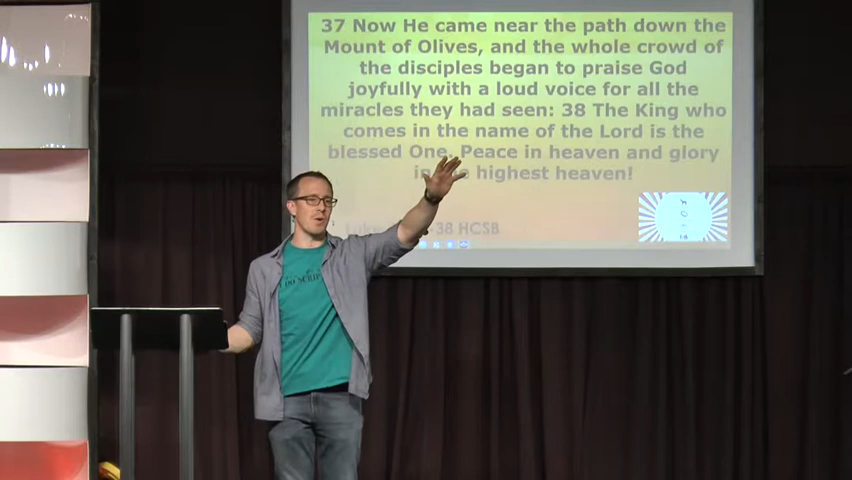 37 Now He came near the path down the
Mount of Olives, and the whole crowd of
the disciples began to praise God
joyfully with a loud voice for all the
miracles they had seen: 38 The King who
comes in the name of the Lord is the
blessed One. Peace in heaven and glory
highest heaven!
38 HCSB